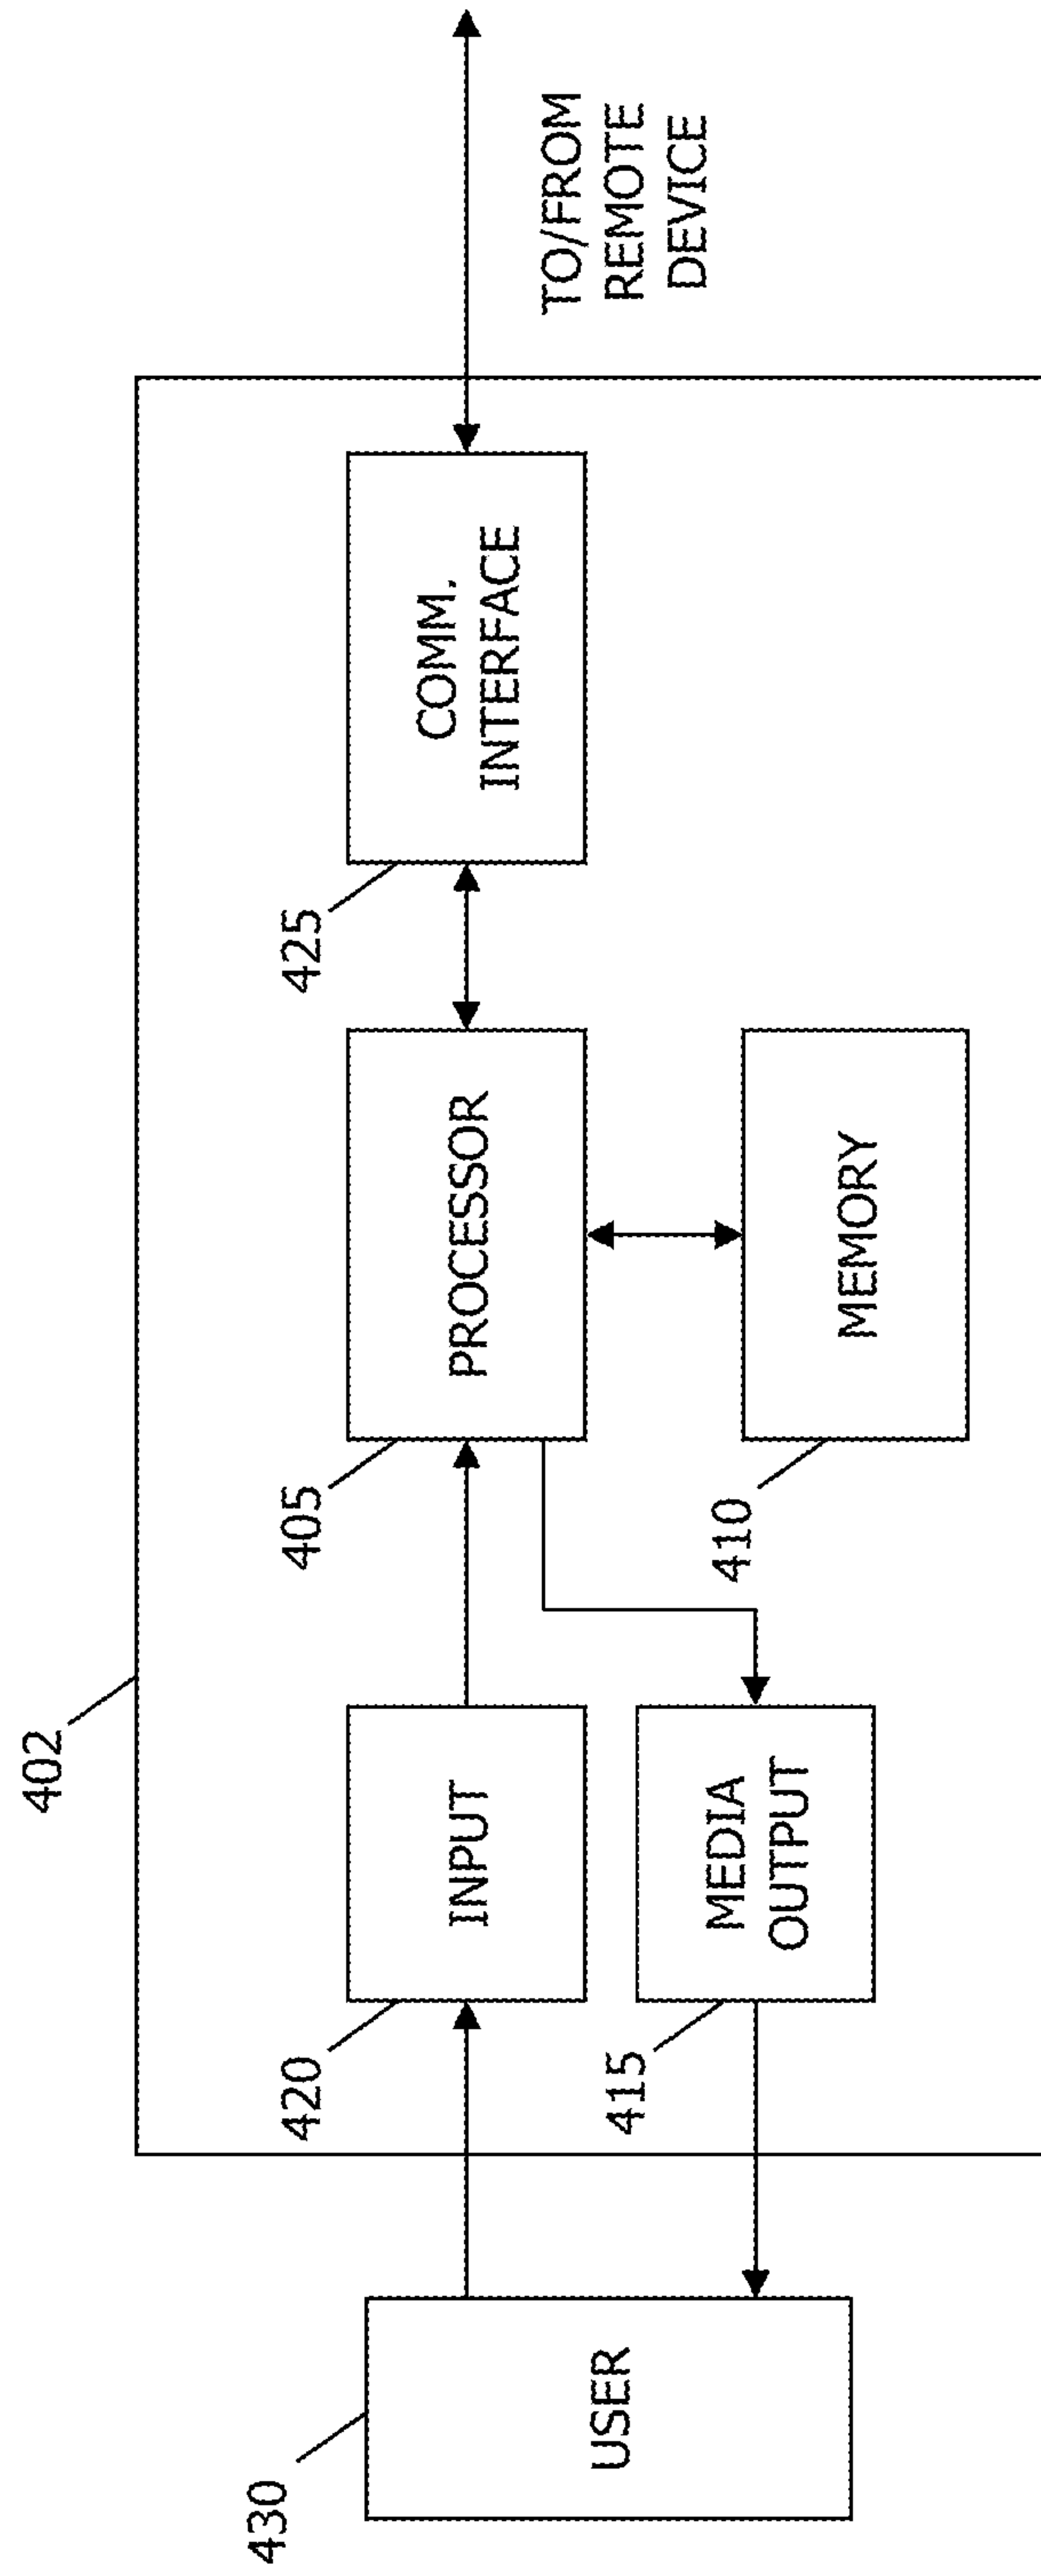 402
430
USER
420
INPUT
415
MEDIA
OUTPUT
405
PROCESSOR
410
MEMORY
425
COMM.
INTERFACE
TO/FROM
REMOTE
DEVICE